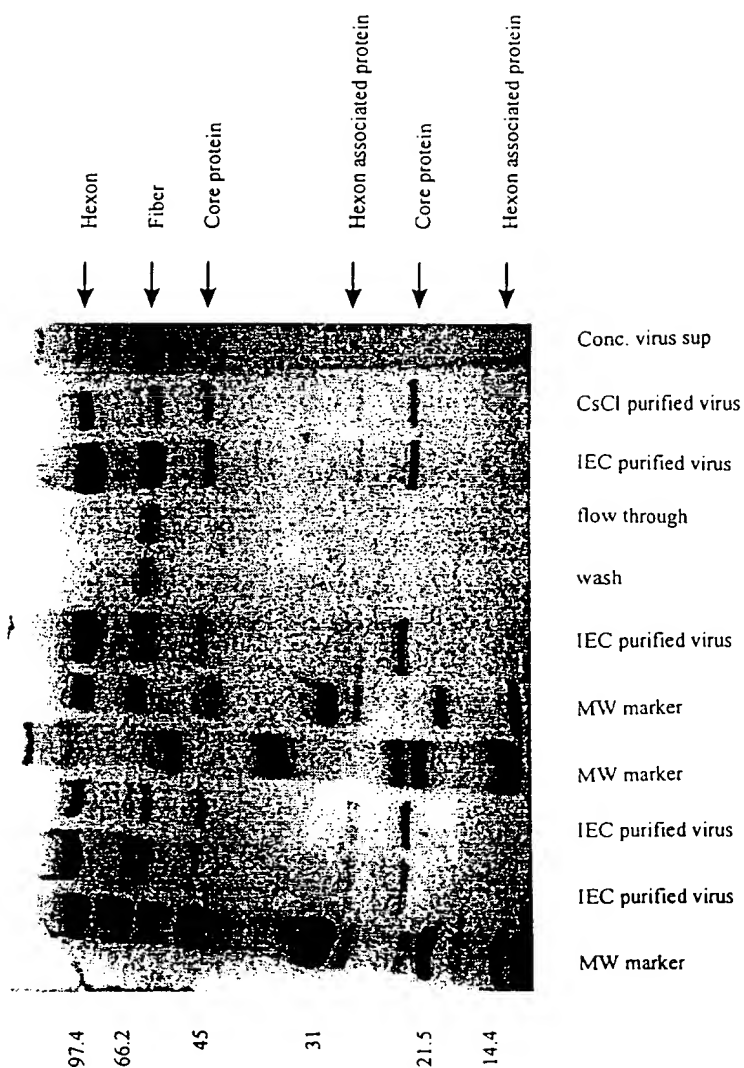 Hexon
Fiber
Core protein
Hexon associated protein
Core protein
Hexon associated protein
Conc. virus sup
CsCl purified virus
IEC purified virus
flow through
wash
IEC purified virus
MW marker
MW marker
IEC purified virus
IEC purified virus
MW marker
97.4
66.2
45
31
21.5
14.4